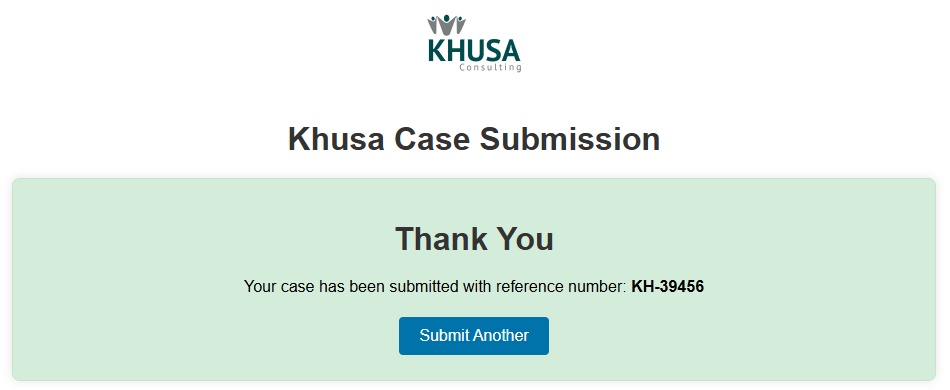 KHUSA
Consulting
Khusa Case Submission
Thank You
Your case has been submitted with reference number: KH-39456
Submit Another